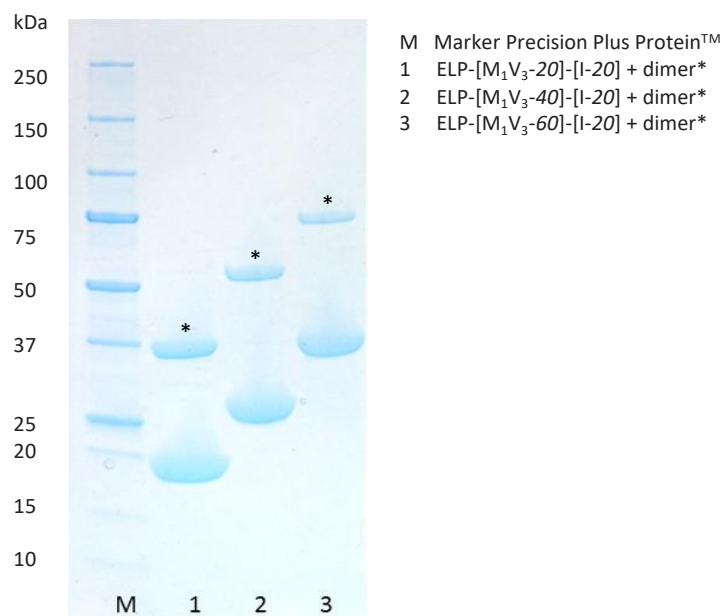 kDa
250
150
100
75
50
37
25
20
15
10
*
*
*
M 1 2 3
M Marker Precision Plus Protein™
1 ELP-[M₁V₃-20]-[I-20] + dimer*
2 ELP-[M₁V₃-40]-[I-20] + dimer*
3 ELP-[M₁V₃-60]-[I-20] + dimer*